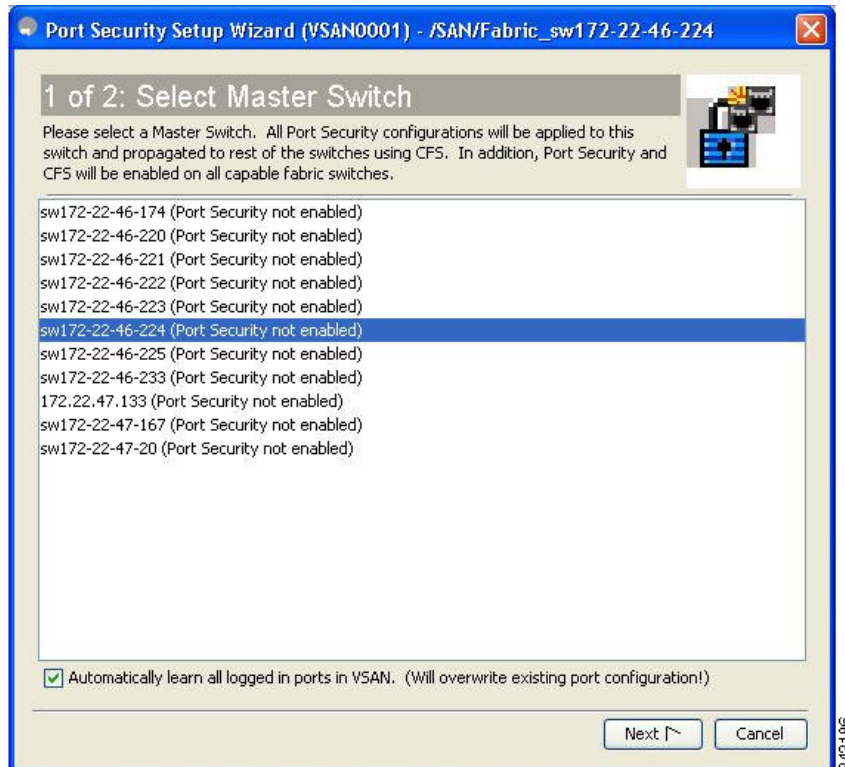 Port Security Setup Wizard (VSAN0001) - /SAN/Fabric_sw172-22-46-224
1 of 2: Select Master Switch
Please select a Master Switch. All Port Security configurations will be applied to this
switch and propagated to rest of the switches using CFS. In addition, Port Security and
CFS will be enabled on all capable fabric switches.
sw172-22-46-174 (Port Security not enabled)
sw172-22-46-220 (Port Security not enabled)
sw172-22-46-221 (Port Security not enabled)
sw172-22-46-222 (Port Security not enabled)
sw172-22-46-223 (Port Security not enabled)
sw172-22-46-224 (Port Security not enabled)
sw172-22-46-225 (Port Security not enabled)
sw172-22-46-233 (Port Security not enabled)
172.22.47.133 (Port Security not enabled)
sw172-22-47-167 (Port Security not enabled)
sw172-22-47-20 (Port Security not enabled)
Automatically learn all logged in ports in VSAN. (Will overwrite existing port configuration!)
Next
Cancel